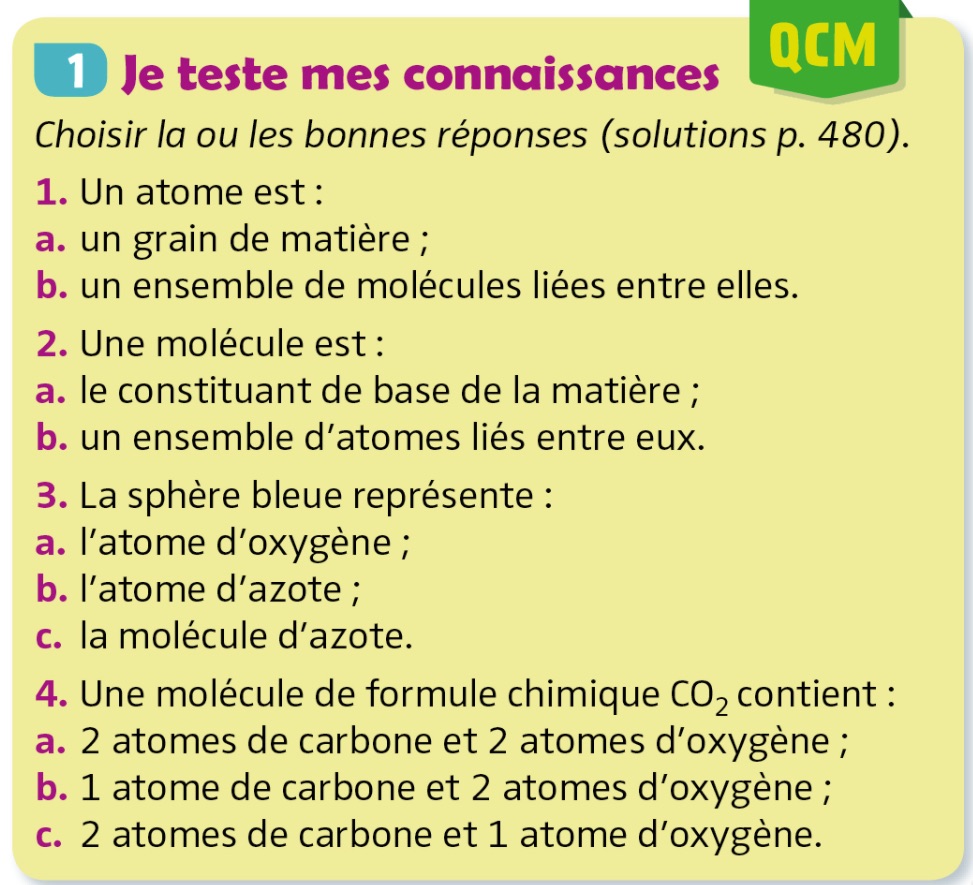 QCM
1 Je teste mes connaissances
Choisir la ou les bonnes réponses (solutions p. 480).
1. Un atome est :
a. un grain de matière ;
b. un ensemble de molécules liées entre elles.
2. Une molécule est :
a. le constituant de base de la matière ;
b. un ensemble d’atomes liés entre eux.
3. La sphère bleue représente :
a. l’atome d’oxygène ;
b. l’atome d’azote ;
c. la molécule d’azote.
4. Une molécule de formule chimique CO₂ contient :
a. 2 atomes de carbone et 2 atomes d’oxygène ;
b. 1 atome de carbone et 2 atomes d’oxygène ;
c. 2 atomes de carbone et 1 atome d’oxygène.